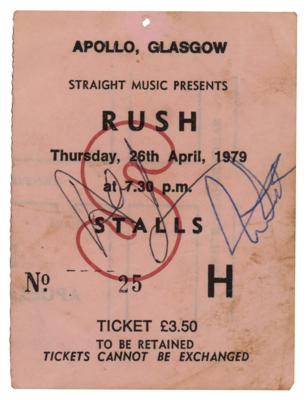 APOLLO, GLASGOW
STRAIGHT MUSIC PRESENTS
RUSH
Thursday, 26th April, 1979
at 7.30 p.m.
STALLS
No 25 H
TICKET £3.50
TO BE RETAINED
TICKETS CANNOT BE EXCHANGED